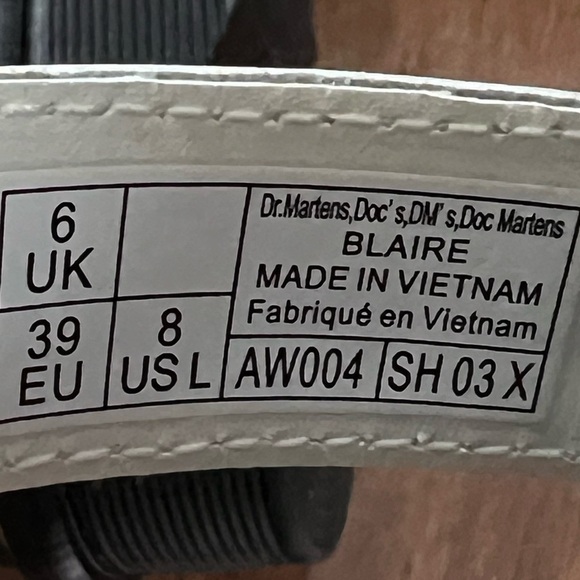 6
UK
39
EU
8
US L
Dr.Martens,Doc's,DM's,Doc Martens
BLAIRE
MADE IN VIETNAM
Fabriqué en Vietnam
AW004
SH 03 X